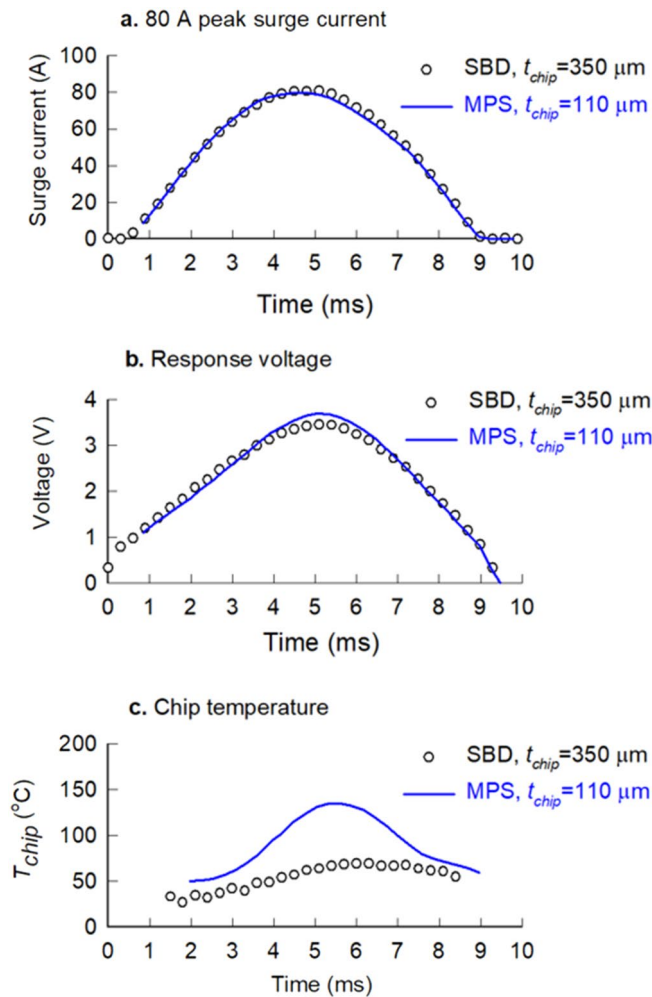 a. 80 A peak surge current
100
80
60
40
20
0
Surge current (A)
SBD, tchip=350 μm
MPS, tchip=110 μm
0 1 2 3 4 5 6 7 8 9 10
Time (ms)
b. Response voltage
4
3
2
1
0
Voltage (V)
SBD, tchip=350 μm
MPS, tchip=110 μm
0 1 2 3 4 5 6 7 8 9 10
Time (ms)
c. Chip temperature
200
150
100
50
0
Tchip (°C)
SBD, tchip=350 μm
MPS, tchip=110 μm
0 1 2 3 4 5 6 7 8 9 10
Time (ms)